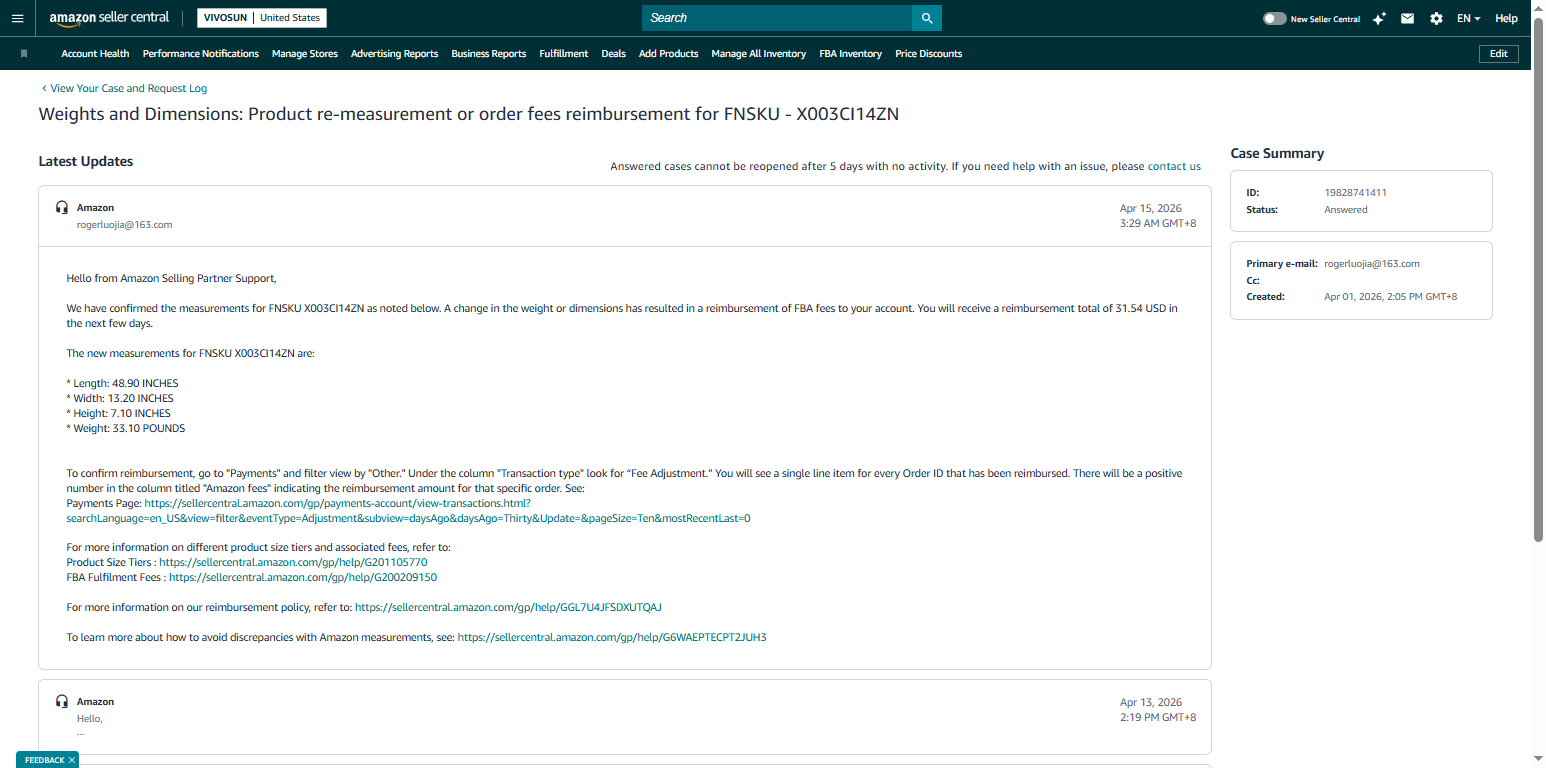 amazon seller central
VIVOSUN | United States
Search
New Seller Central
EN
Help
Account Health
Performance Notifications
Manage Stores
Advertising Reports
Business Reports
Fulfillment
Deals
Add Products
Manage All Inventory
FBA Inventory
Price Discounts
Edit
View Your Case and Request Log
Weights and Dimensions: Product re-measurement or order fees reimbursement for FNSKU - X003CI14ZN
Latest Updates
Answered cases cannot be reopened after 5 days with no activity. If you need help with an issue, please contact us
Amazon
rogerluojia@163.com
Apr 15, 2026
3:29 AM GMT+8
Hello from Amazon Selling Partner Support,
We have confirmed the measurements for FNSKU X003CI14ZN as noted below. A change in the weight or dimensions has resulted in a reimbursement of FBA fees to your account. You will receive a reimbursement total of 31.54 USD in
the next few days.
The new measurements for FNSKU X003CI14ZN are:
* Length: 48.90 INCHES
* Width: 13.20 INCHES
* Height: 7.10 INCHES
* Weight: 33.10 POUNDS
To confirm reimbursement, go to "Payments" and filter view by "Other." Under the column "Transaction type" look for “Fee Adjustment.” You will see a single line item for every Order ID that has been reimbursed. There will be a positive
number in the column titled "Amazon fees" indicating the reimbursement amount for that specific order. See:
Payments Page: https://sellercentral.amazon.com/gp/payments-account/view-transactions.html?
searchLanguage=en_US&view=filter&eventType=Adjustment&subview=daysAgo&daysAgo=Thirty&Update=&pageSize=Ten&mostRecentLast=0
For more information on different product size tiers and associated fees, refer to:
Product Size Tiers : https://sellercentral.amazon.com/gp/help/G201105770
FBA Fulfilment Fees : https://sellercentral.amazon.com/gp/help/G200209150
For more information on our reimbursement policy, refer to: https://sellercentral.amazon.com/gp/help/GGL7U4JFSDXUTQAJ
To learn more about how to avoid discrepancies with Amazon measurements, see: https://sellercentral.amazon.com/gp/help/G6WAEPTECPT2JUH3
Amazon
Hello,
...
Apr 13, 2026
2:19 PM GMT+8
Case Summary
ID: 19828741411
Status: Answered
Primary e-mail: rogerluojia@163.com
Cc:
Created: Apr 01, 2026, 2:05 PM GMT+8
FEEDBACK